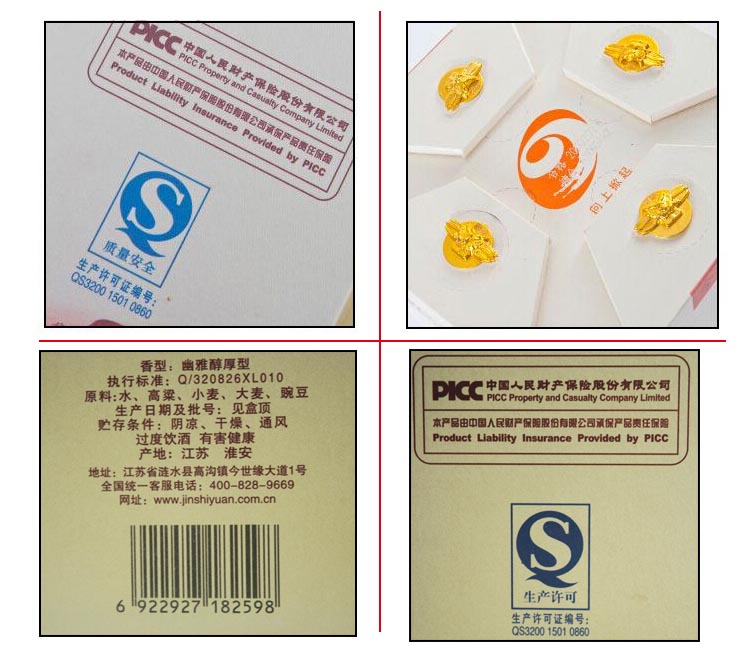 PICC 中国人民财产保险股份有限公司
PICC Property and Casualty Company Limited
本产品由中国人民财产保险股份有限公司承保产品责任保险
Product Liability Insurance Provided by PICC
质量安全
生产许可证编号:
QS3200 1501 0860
合格
向上掀起
香型：幽雅醇厚型
执行标准：Q/320826XL010
原料:水、高粱、小麦、大麦、豌豆
生产日期及批号：见盒顶
贮存条件：阴凉、干燥、通风
过度饮酒 有害健康
产地：江苏 淮安
地址：江苏省涟水县高沟镇今世缘大道1号
全国统一客服电话：400-828-9669
网址：www.jinshiyuan.com.cn
6 922927 182598
PICC 中国人民财产保险股份有限公司
PICC Property and Casualty Company Limited
本产品由中国人民财产保险股份有限公司承保产品责任保险
Product Liability Insurance Provided by PICC
生产许可
生产许可证编号:
QS3200 1501 0860